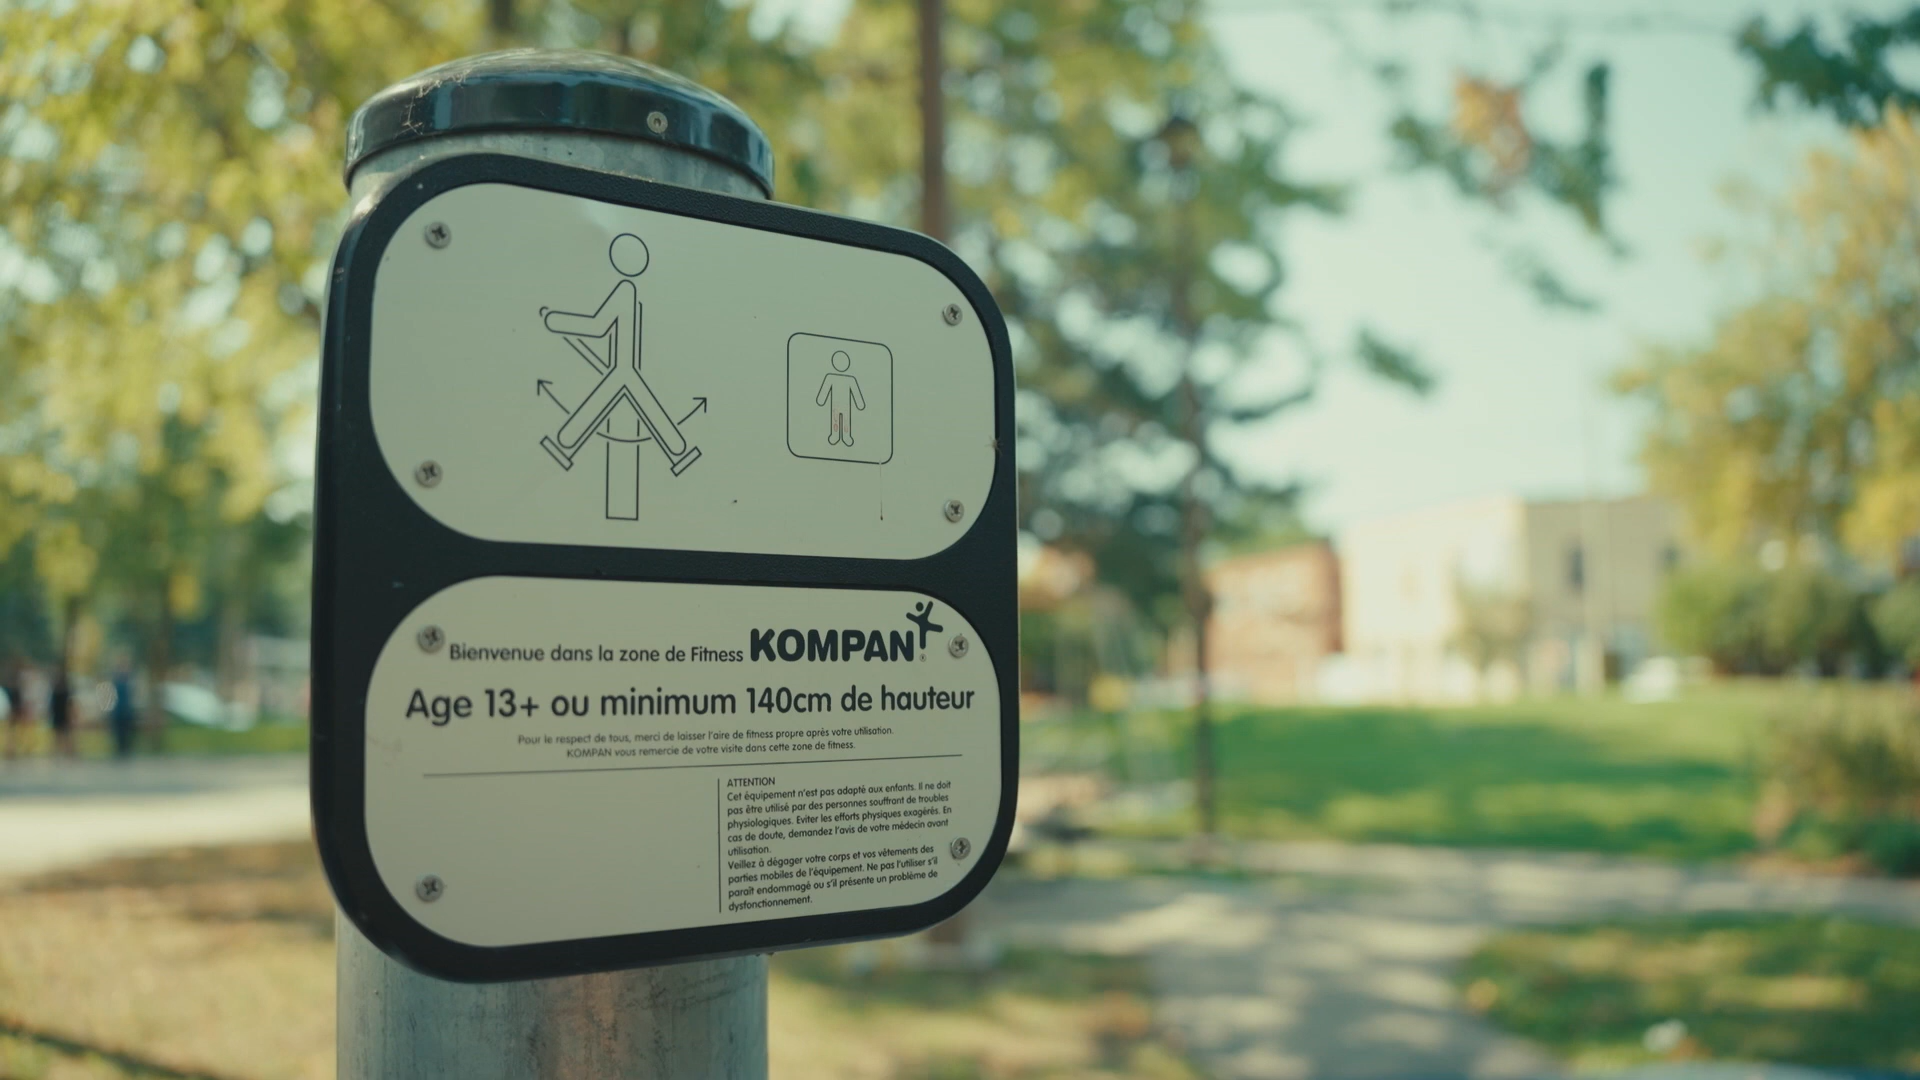 Bienvenue dans la zone de Fitness KOMPAN
Age 13+ ou minimum 140cm de hauteur
Pour le respect de tous, merci de laisser l'aire de fitness propre après votre utilisation.
KOMPAN vous remercie de votre visite dans cette zone de fitness.
ATTENTION
Cet équipement n'est pas adapté aux enfants. Il ne doit
pas être utilisé par des personnes souffrant de troubles
physiologiques. Eviter les efforts physiques exagérés. En
cas de doute, demandez l'avis de votre médecin avant
utilisation.
Veillez à dégager votre corps et vos vêtements des
parties mobiles de l'équipement. Ne pas l'utiliser s'il
paraît endommagé ou s'il présente un problème de
dysfonctionnement.